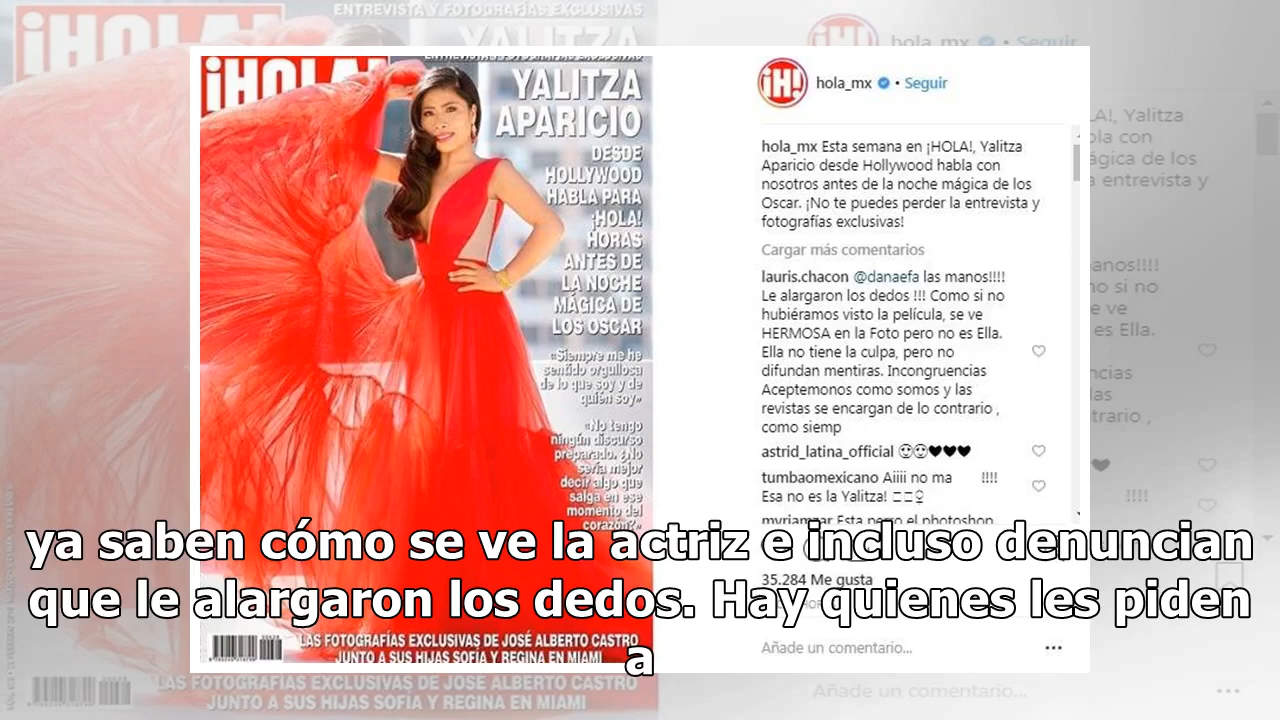 ENTREVISTA Y FOTOGRAFÍAS EXCLUSIVAS
¡HOLA!
YALITZA
APARICIO
DESDE
HOLLYWOOD
HABLA PARA
¡HOLA!
HORAS
ANTES DE
LA NOCHE
MÁGICA DE
LOS OSCAR
«Siempre me he
sentido orgullosa
de lo que soy y de
quién soy»
«No tengo
ningún discurso
preparado. ¿No
sería mejor
decir algo que
salga en ese
momento del
corazón?»
LAS FOTOGRAFÍAS EXCLUSIVAS DE JOSÉ ALBERTO CASTRO
JUNTO A SUS HIJAS SOFÍA Y REGINA EN MIAMI
¡H!
hola_mx • Seguir
hola_mx Esta semana en ¡HOLA!, Yalitza
Aparicio desde Hollywood habla con
nosotros antes de la noche mágica de los
Oscar. ¡No te puedes perder la entrevista y
fotografías exclusivas!
Cargar más comentarios
lauris.chacon @danaefa las manos!!!!
Le alargaron los dedos !!! Como si no
hubiéramos visto la película, se ve
HERMOSA en la Foto pero no es Ella.
Ella no tiene la culpa, pero no
difundan mentiras. Incongruencias
Aceptemonos como somos y las
revistas se encargan de lo contrario ,
como siemp
astrid_latina_official ☺☺♥♥♥
tumbaomexicano Aiiii no ma !!!!
Esa no es la Yalitza! □□♀
myriamzar Esta perro el photoshop
35.284 Me gusta
Añade un comentario...
ya saben cómo se ve la actriz e incluso denuncian
que le alargaron los dedos. Hay quienes les piden
a